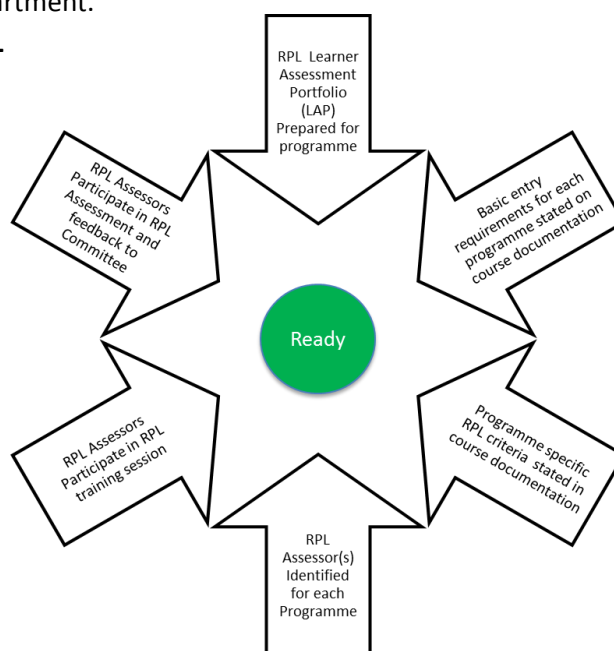 artment.
.
RPL Learner
Assessment
Portfolio
(LAP)
Prepared for
programme
Basic entry
requirements for each
programme stated on
course documentation
Programme specific
RPL criteria stated in
course documentation
RPL
Assessor(s)
Identified
for each
Programme
RPL Assessors
Participate in RPL
training session
RPL Assessors
Participate in RPL
Assessment and
feedback to
Committee
Ready